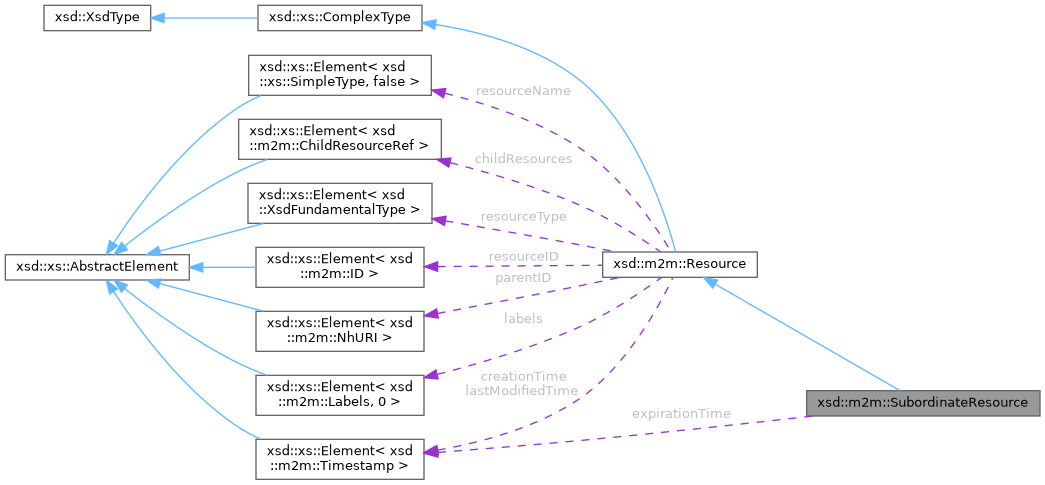 xsd::XsdType
xsd::xs::ComplexType
xsd::xs::Element< xsd
::xs::SimpleType, false >
resourceName
xsd::xs::Element< xsd
::m2m::ChildResourceRef >
childResources
xsd::xs::Element< xsd
::XsdFundamentalType >
resourceType
xsd::xs::AbstractElement
xsd::xs::Element< xsd
::m2m::ID >
resourceID
xsd::m2m::Resource
parentID
xsd::xs::Element< xsd
::m2m::NhURI >
labels
xsd::xs::Element< xsd
::m2m::Labels, 0 >
creationTime
lastModifiedTime
xsd::m2m::SubordinateResource
expirationTime
xsd::xs::Element< xsd
::m2m::Timestamp >